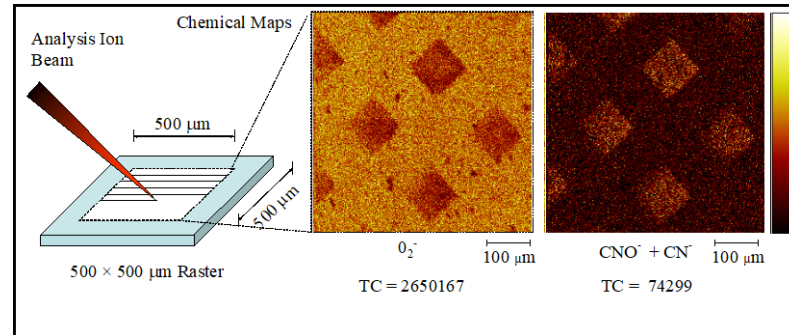 Chemical Maps
Analysis Ion
Beam
500 μm
500 μm
500 × 500 μm Raster
0₂⁻
100 μm
TC = 2650167
CNO⁻ + CN⁻
100 μm
TC = 74299